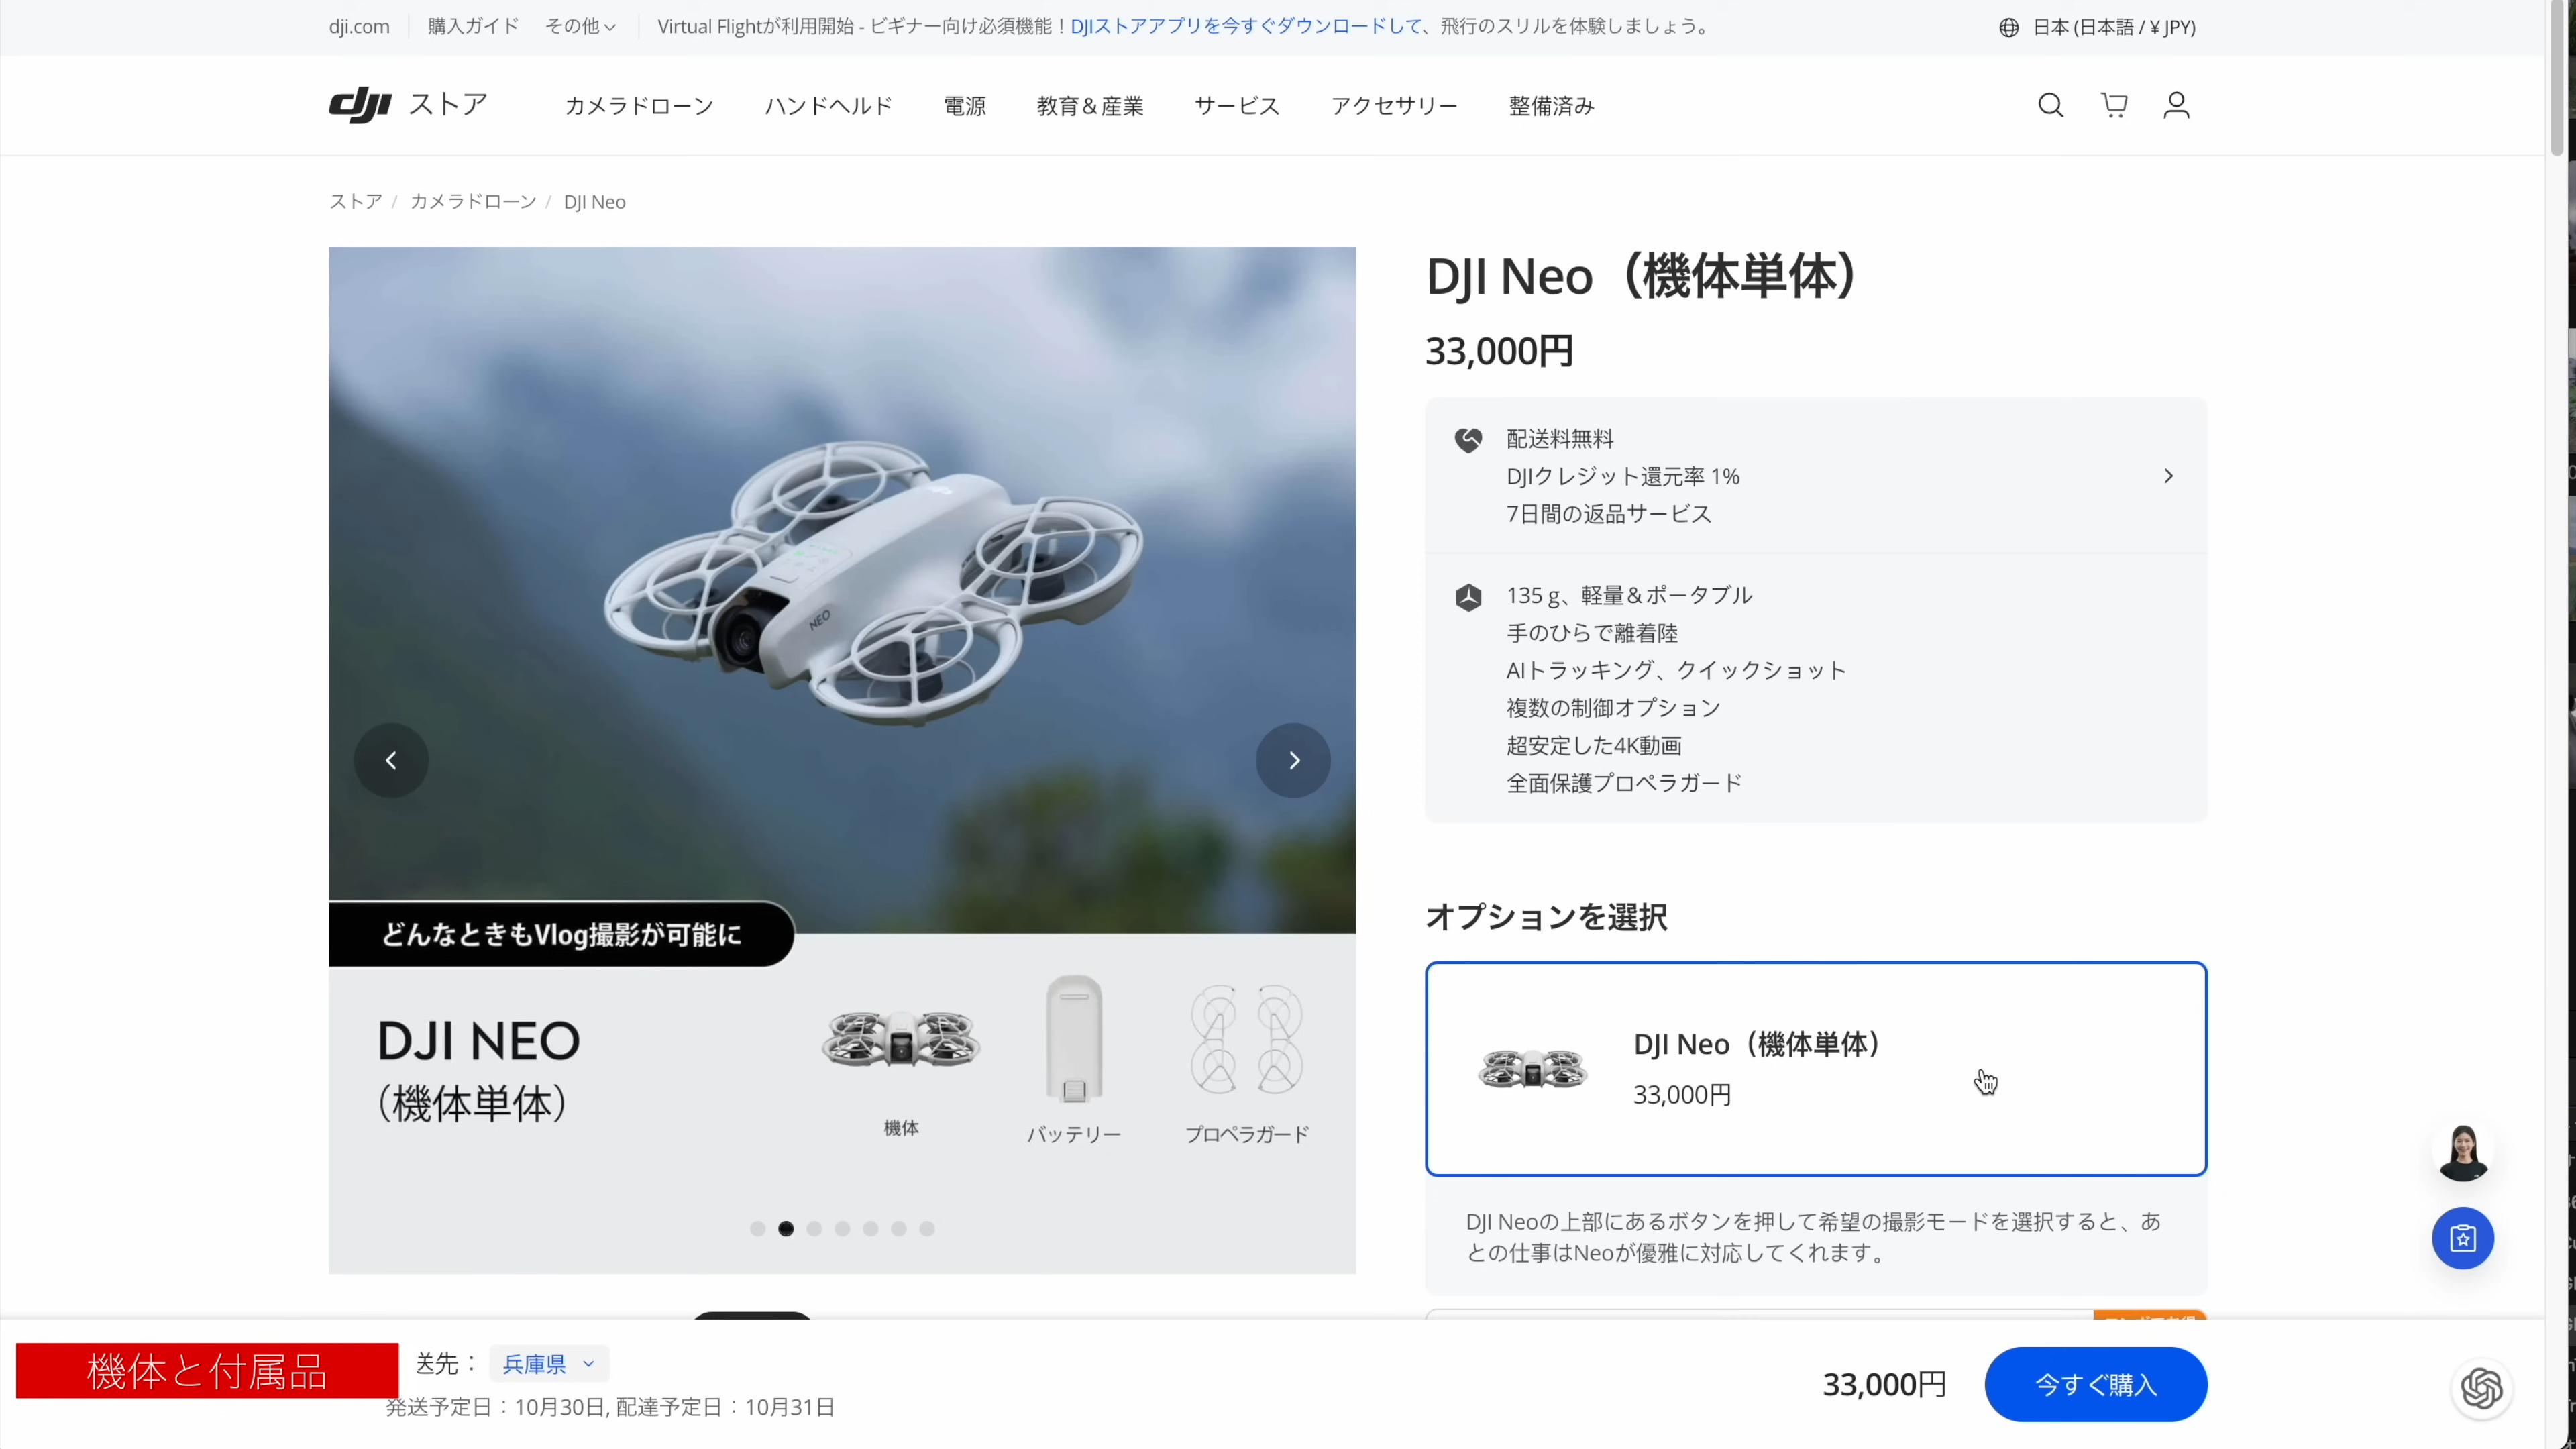 dji.com
購入ガイド
その他
Virtual Flightが利用開始 - ビギナー向け必須機能！DJIストアアプリを今すぐダウンロードして、飛行のスリルを体験しましょう。
日本 (日本語 / ¥ JPY)
dji ストア
カメラドローン
ハンドヘルド
電源
教育＆産業
サービス
アクセサリー
整備済み
ストア / カメラドローン / DJI Neo
NEO
どんなときもVlog撮影が可能に
DJI NEO
（機体単体）
機体
バッテリー
プロペラガード
DJI Neo（機体単体）
33,000円
配送料無料
DJIクレジット還元率 1%
7日間の返品サービス
135 g、軽量＆ポータブル
手のひらで離着陸
AIトラッキング、クイックショット
複数の制御オプション
超安定した4K動画
全面保護プロペラガード
オプションを選択
DJI Neo（機体単体）
33,000円
DJI Neoの上部にあるボタンを押して希望の撮影モードを選択すると、あ
との仕事はNeoが優雅に対応してくれます。
機体と付属品
送先：
兵庫県
発送予定日：10月30日, 配達予定日：10月31日
33,000円
今すぐ購入